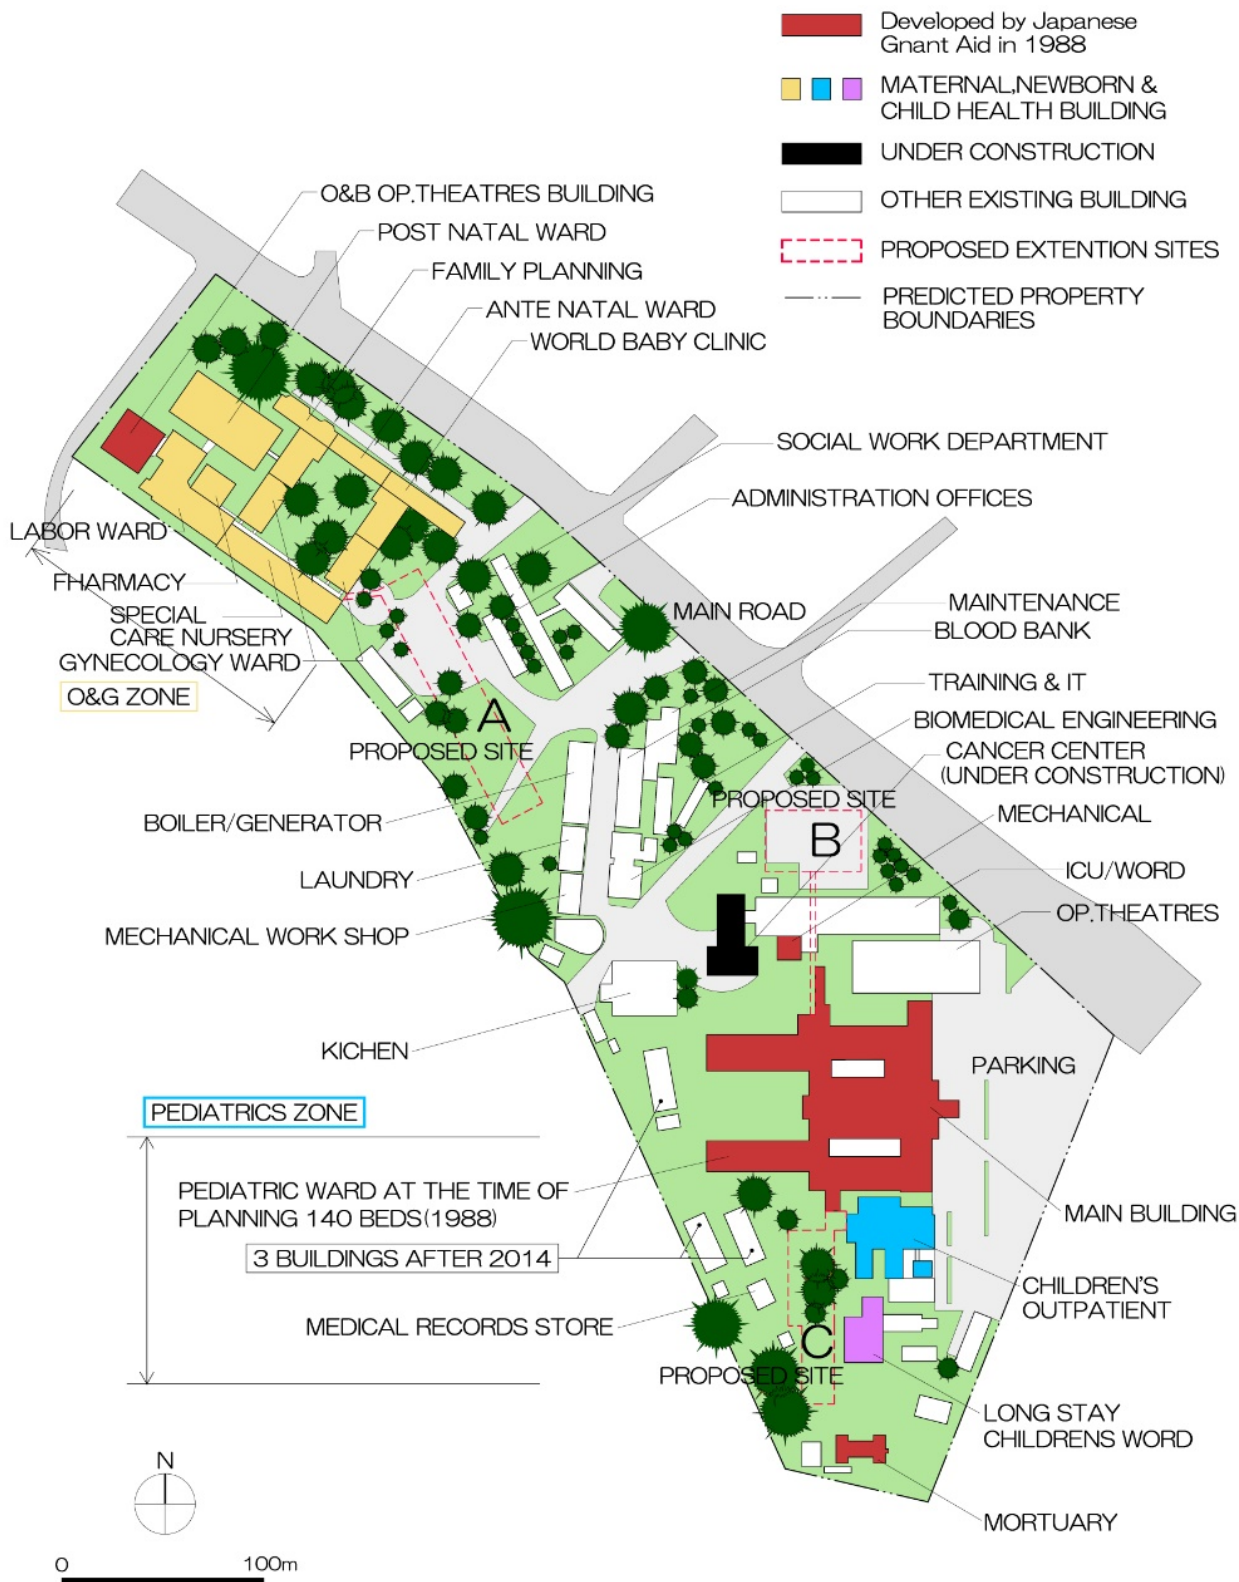 Developed by Japanese
Gnant Aid in 1988
MATERNAL,NEWBORN &
CHILD HEALTH BUILDING
UNDER CONSTRUCTION
OTHER EXISTING BUILDING
PROPOSED EXTENTION SITES
PREDICTED PROPERTY
BOUNDARIES
O&B OP.THEATRES BUILDING
POST NATAL WARD
FAMILY PLANNING
ANTE NATAL WARD
WORLD BABY CLINIC
SOCIAL WORK DEPARTMENT
ADMINISTRATION OFFICES
LABOR WARD
FHARMACY
SPECIAL
CARE NURSERY
GYNECOLOGY WARD
O&G ZONE
MAIN ROAD
MAINTENANCE
BLOOD BANK
TRAINING & IT
BIOMEDICAL ENGINEERING
CANCER CENTER
(UNDER CONSTRUCTION)
MECHANICAL
A
PROPOSED SITE
PROPOSED SITE
B
BOILER/GENERATOR
LAUNDRY
MECHANICAL WORK SHOP
ICU/WORD
OP.THEATRES
KICHEN
PARKING
PEDIATRICS ZONE
PEDIATRIC WARD AT THE TIME OF
PLANNING 140 BEDS(1988)
3 BUILDINGS AFTER 2014
MEDICAL RECORDS STORE
MAIN BUILDING
CHILDREN'S
OUTPATIENT
C
PROPOSED SITE
LONG STAY
CHILDRENS WORD
MORTUARY
N
0 100m